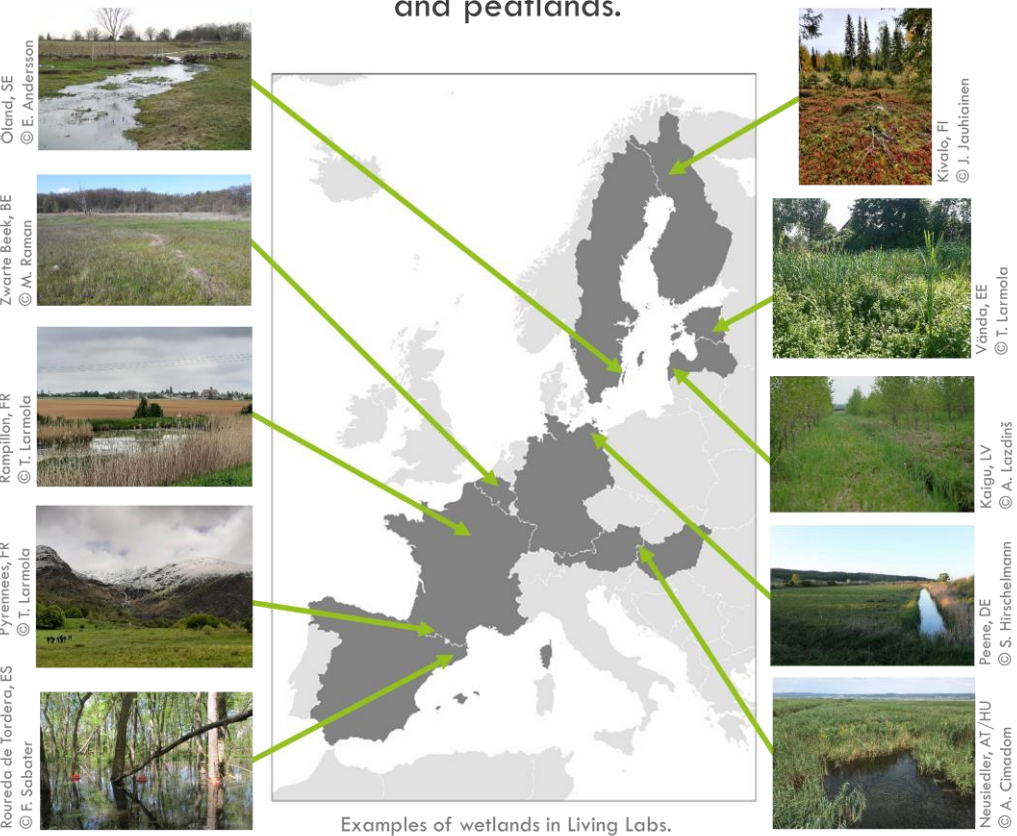 and peatlands.
Öland, SE
© E. Andersson
Zwarte Beek, BE
© M. Raman
Rampillon, FR
© T. Larmola
Pyrennees, FR
© T. Larmola
Roureda de Tordera, ES
© F. Sabater
Kivalo, FI
© J. Jauhiainen
Vända, EE
© T. Larmola
Kaigu, LV
© A. Lazdiņš
Peene, DE
© S. Hirschelmann
Neusiedler, AT/HU
© A. Cimadom
Examples of wetlands in Living Labs.